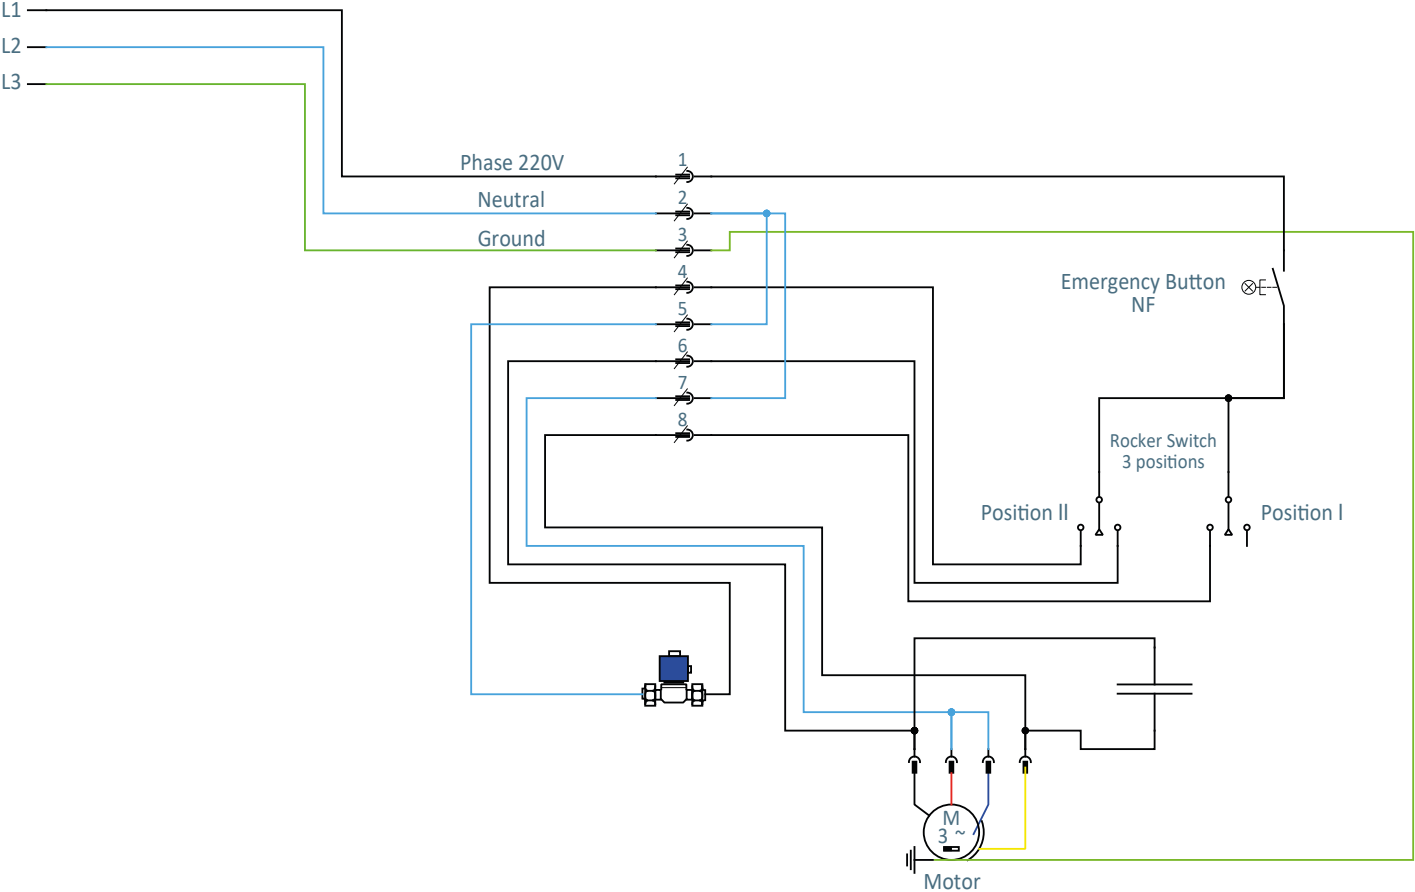 L1
L2
L3
Phase 220V
1
Neutral
2
Ground
3
4
Emergency Button
NF
5
6
7
8
Rocker Switch
3 positions
Position ll
Position l
M
3 ~
Motor